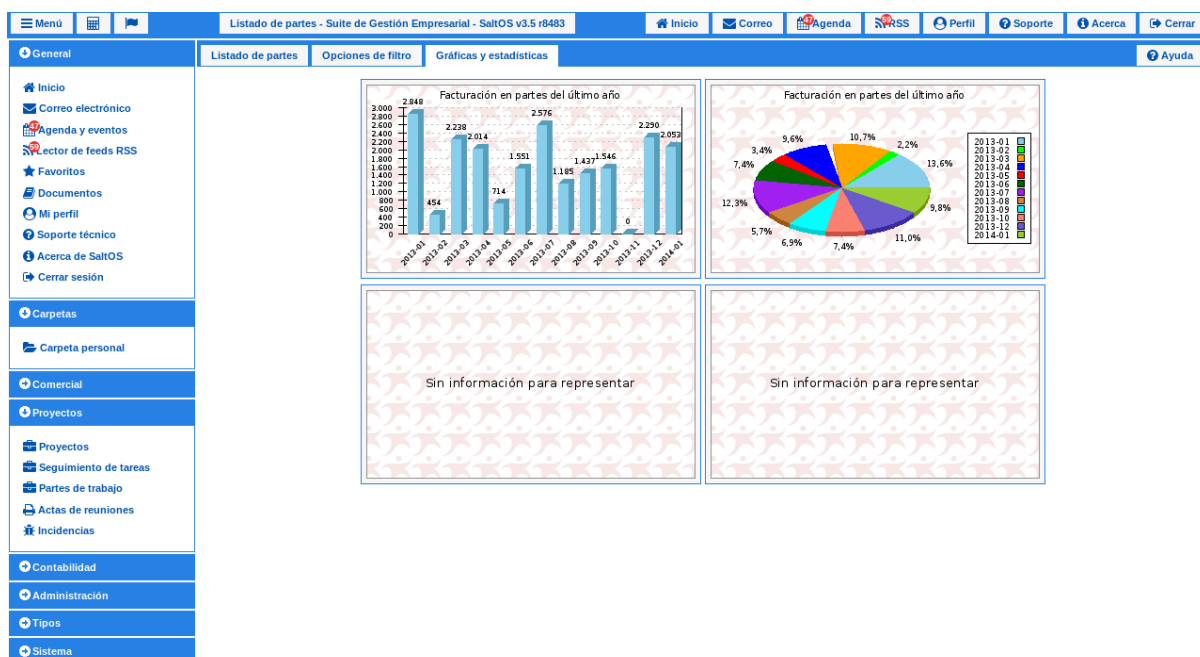 Menú
Listado de partes - Suite de Gestión Empresarial - SaltOS v3.5 r8483
Inicio
Correo
47
Agenda
59
RSS
Perfil
Soporte
Acerca
Cerrar
General
Inicio
Correo electrónico
47
Agenda y eventos
59
Lector de feeds RSS
Favoritos
Documentos
Mi perfil
Soporte técnico
Acerca de SaltOS
Cerrar sesión
Carpetas
Carpeta personal
Comercial
Proyectos
Proyectos
Seguimiento de tareas
Partes de trabajo
Actas de reuniones
Incidencias
Contabilidad
Administración
Tipos
Sistema
Listado de partes
Opciones de filtro
Gráficas y estadísticas
Ayuda
Facturación en partes del último año
3.000
2.800
2.600
2.400
2.200
2.000
1.800
1.600
1.400
1.200
1.000
800
600
400
200
0
2.848
454
2.238
2.014
714
1.551
2.576
1.185
1.437
1.546
0
2.290
2.053
2013-01
2013-02
2013-03
2013-04
2013-05
2013-06
2013-07
2013-08
2013-09
2013-10
2013-11
2013-12
2014-01
Facturación en partes del último año
9,6%
10,7%
2,2%
13,6%
3,4%
7,4%
12,3%
5,7%
6,9%
7,4%
11,0%
9,8%
2013-01
2013-02
2013-03
2013-04
2013-05
2013-06
2013-07
2013-08
2013-09
2013-10
2013-12
2014-01
Sin información para representar
Sin información para representar